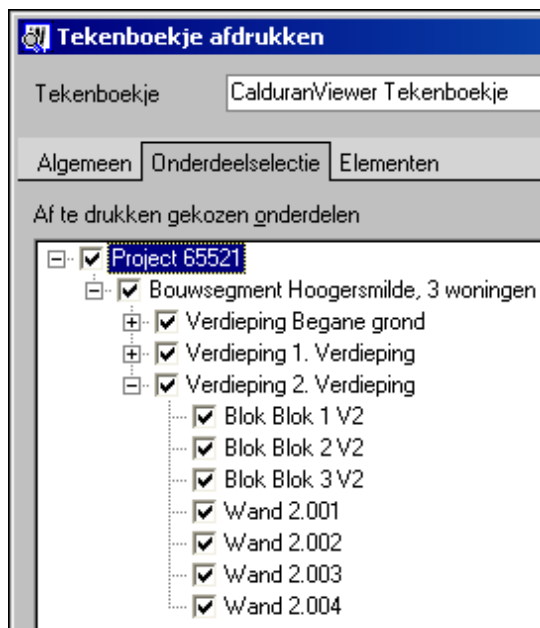 Tekenboekje afdrukken
Tekenboekje CalduranViewer Tekenboekje
Algemeen Onderdeelselectie Elementen
Af te drukken gekozen onderdelen
Project 65521
Bouwsegment Hoogersmilde, 3 woningen
Verdieping Begane grond
Verdieping 1. Verdieping
Verdieping 2. Verdieping
Blok Blok 1 V2
Blok Blok 2 V2
Blok Blok 3 V2
Wand 2.001
Wand 2.002
Wand 2.003
Wand 2.004